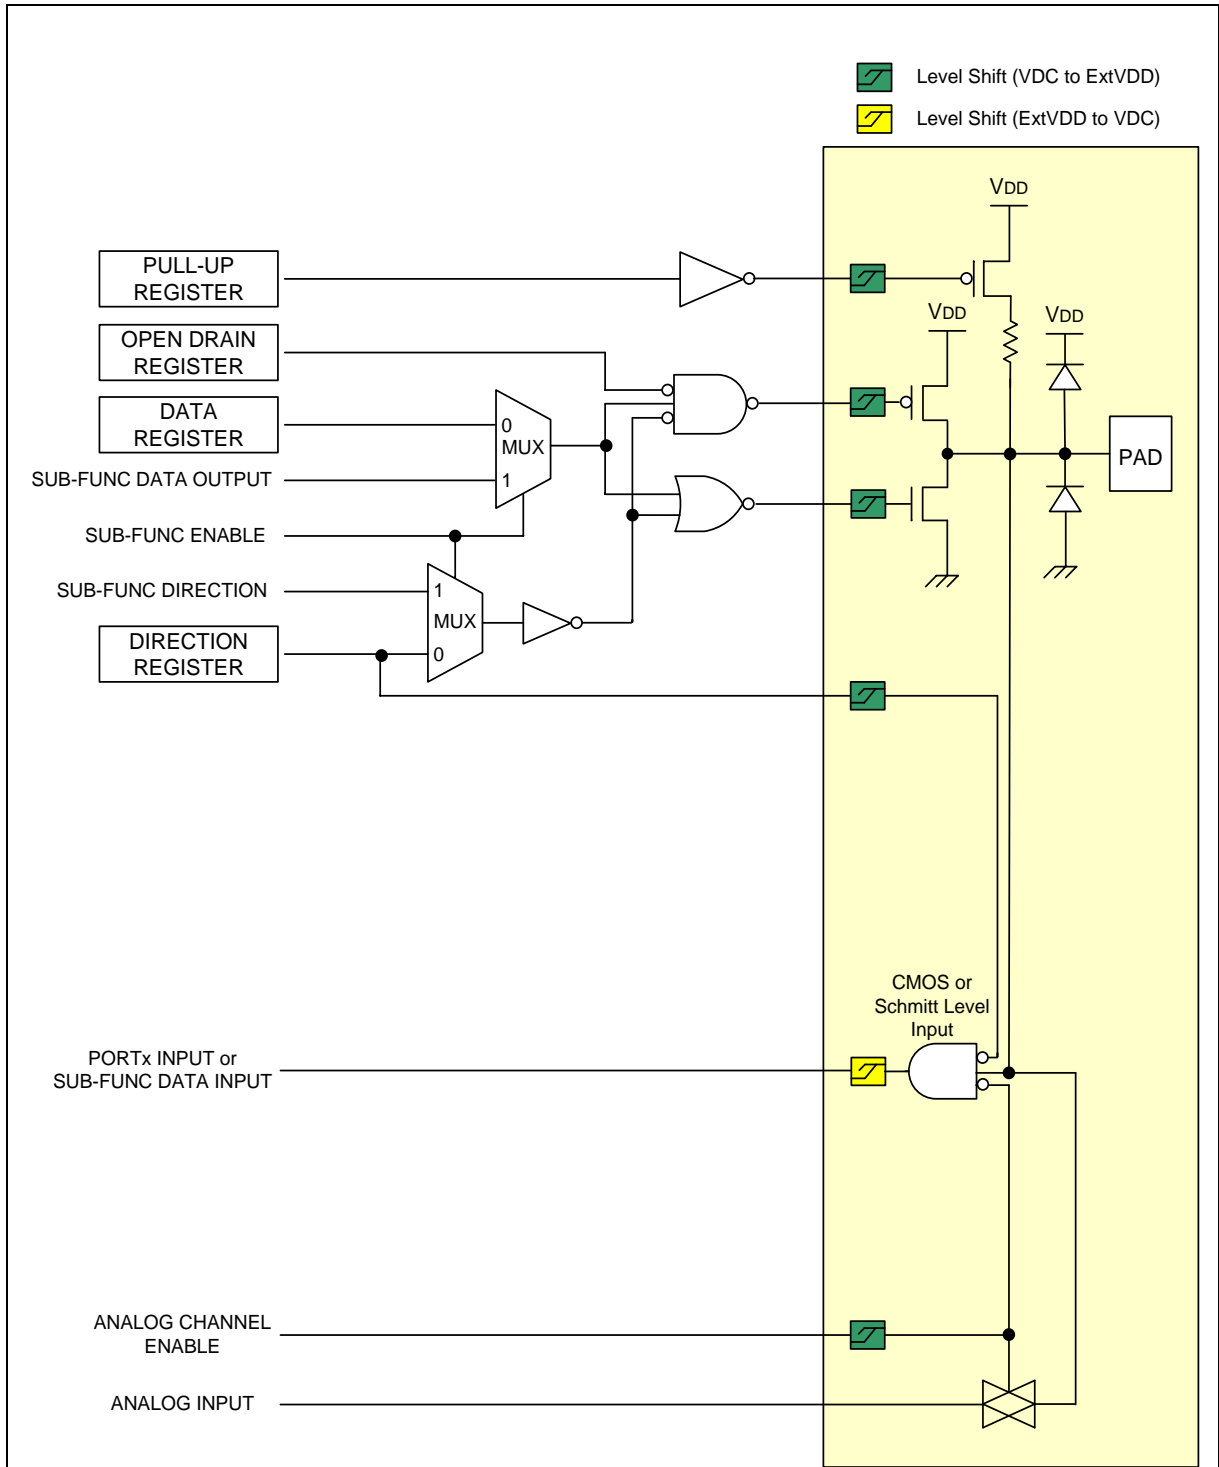 Level Shift (VDC to ExtVDD)
Level Shift (ExtVDD to VDC)
VDD
PULL-UP
REGISTER
VDD
VDD
OPEN DRAIN
REGISTER
DATA
REGISTER
0
MUX
1
PAD
SUB-FUNC DATA OUTPUT
SUB-FUNC ENABLE
SUB-FUNC DIRECTION
1
MUX
0
DIRECTION
REGISTER
CMOS or
Schmitt Level
Input
PORTx INPUT or
SUB-FUNC DATA INPUT
ANALOG CHANNEL
ENABLE
ANALOG INPUT